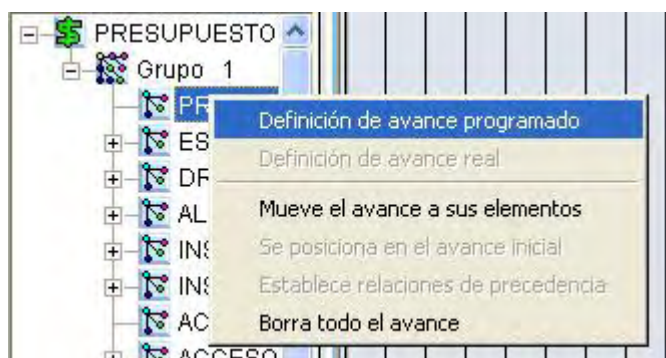 PRESUPUESTO
Grupo 1
PR
Definición de avance programado
ES
Definición de avance real
DR
AL
Mueve el avance a sus elementos
INS
Se posiciona en el avance inicial
INS
Establece relaciones de precedencia
AC
Borra todo el avance
ACCESO